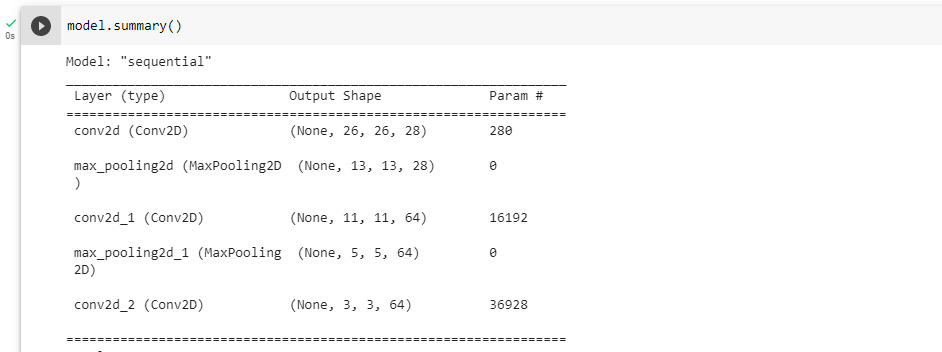 model.summary()
0s
Model: "sequential"
_________________________________________________________________
Layer (type) Output Shape Param #
=================================================================
conv2d (Conv2D) (None, 26, 26, 28) 280
max_pooling2d (MaxPooling2D (None, 13, 13, 28) 0
)
conv2d_1 (Conv2D) (None, 11, 11, 64) 16192
max_pooling2d_1 (MaxPooling (None, 5, 5, 64) 0
2D)
conv2d_2 (Conv2D) (None, 3, 3, 64) 36928
=================================================================